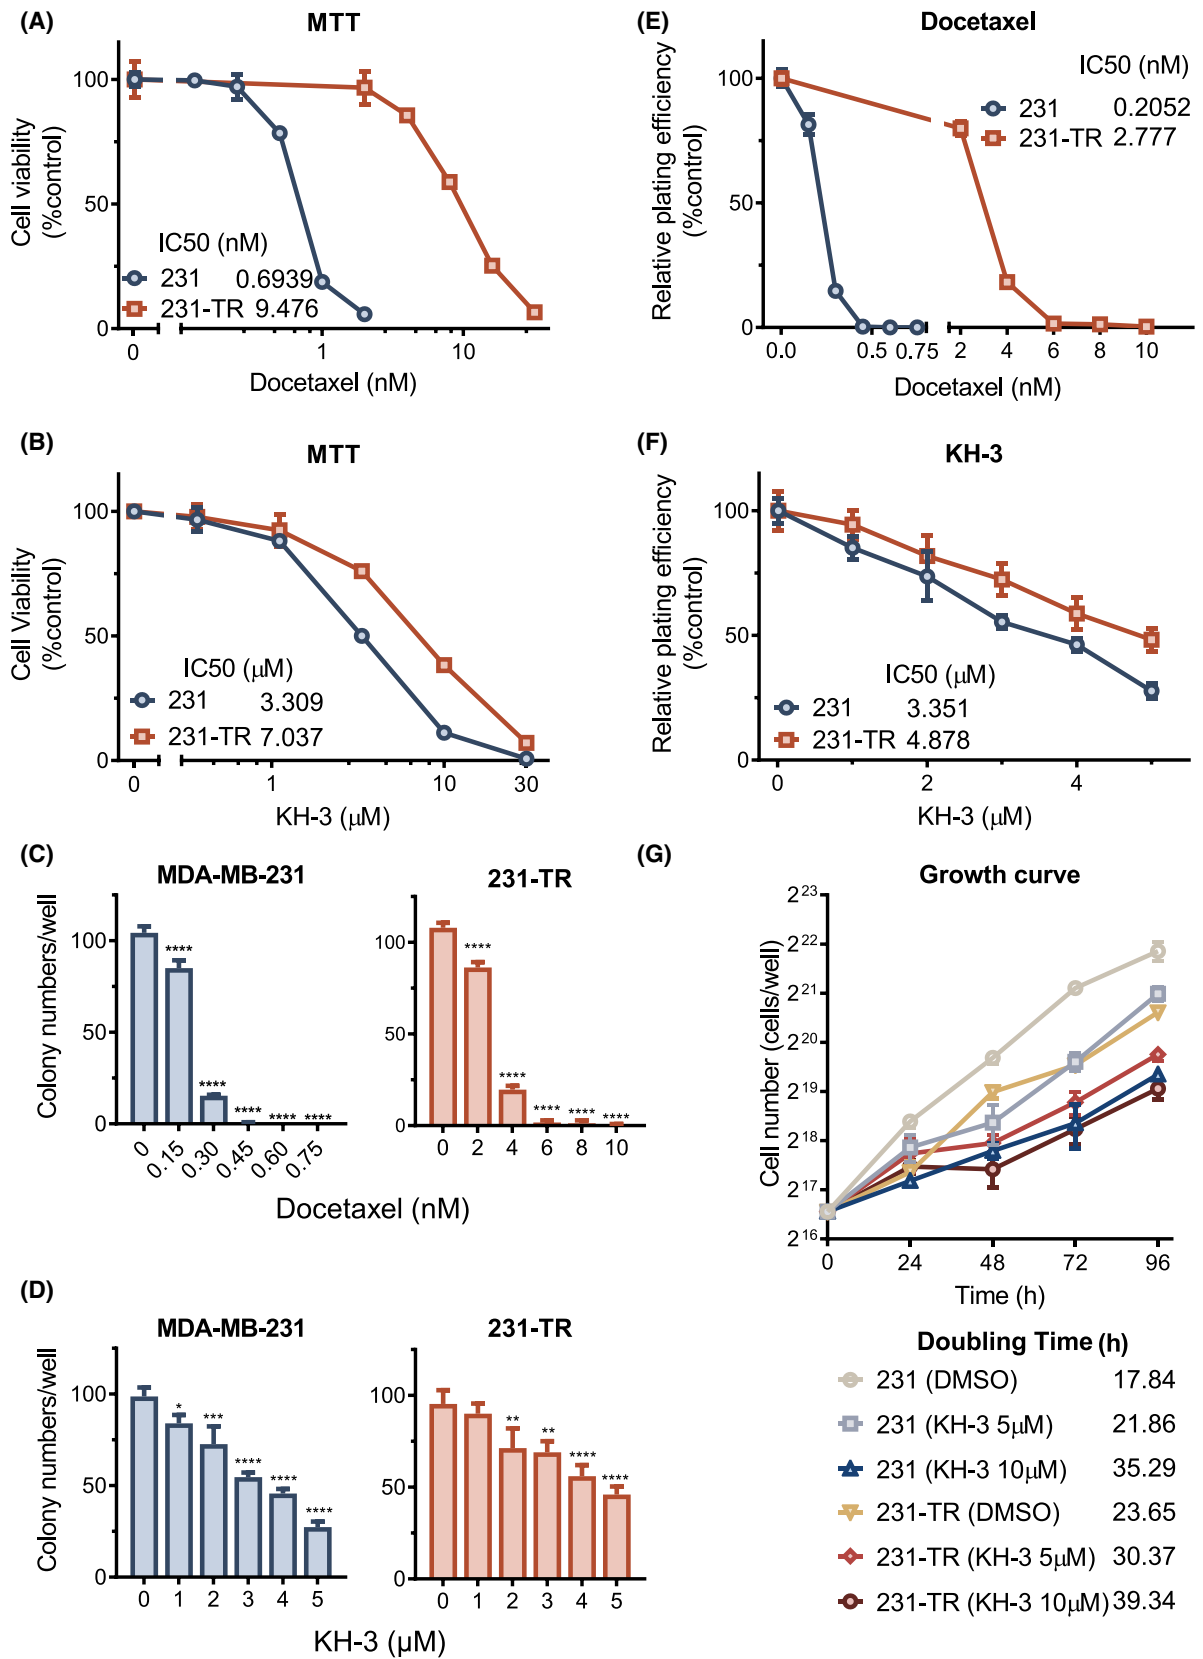 (A)
MTT
Cell viability
(%control)
100
50
0
IC50 (nM)
231 0.6939
231-TR 9.476
0 1 10
Docetaxel (nM)
(E)
Docetaxel
Relative plating efficiency
(%control)
100
50
0
IC50 (nM)
231 0.2052
231-TR 2.777
0.0 0.5 0.75 2 4 6 8 10
Docetaxel (nM)
(B)
MTT
Cell Viability
(%control)
100
50
0
IC50 (μM)
231 3.309
231-TR 7.037
0 1 10 30
KH-3 (μM)
(F)
KH-3
Relative plating efficiency
(%control)
100
50
0
IC50 (μM)
231 3.351
231-TR 4.878
0 2 4
KH-3 (μM)
(C)
MDA-MB-231
Colony numbers/well
100
50
0
****
****
****
****
****
0 0.15 0.30 0.45 0.60 0.75
231-TR
100
50
0
****
****
****
****
****
0 2 4 6 8 10
Docetaxel (nM)
(G)
Growth curve
Cell number (cells/well)
2^23
2^22
2^21
2^20
2^19
2^18
2^17
2^16
0 24 48 72 96
Time (h)
Doubling Time (h)
231 (DMSO) 17.84
231 (KH-3 5μM) 21.86
231 (KH-3 10μM) 35.29
231-TR (DMSO) 23.65
231-TR (KH-3 5μM) 30.37
231-TR (KH-3 10μM) 39.34
(D)
MDA-MB-231
Colony numbers/well
100
50
0
*
***
****
****
****
0 1 2 3 4 5
231-TR
100
50
0
**
**
****
****
0 1 2 3 4 5
KH-3 (μM)